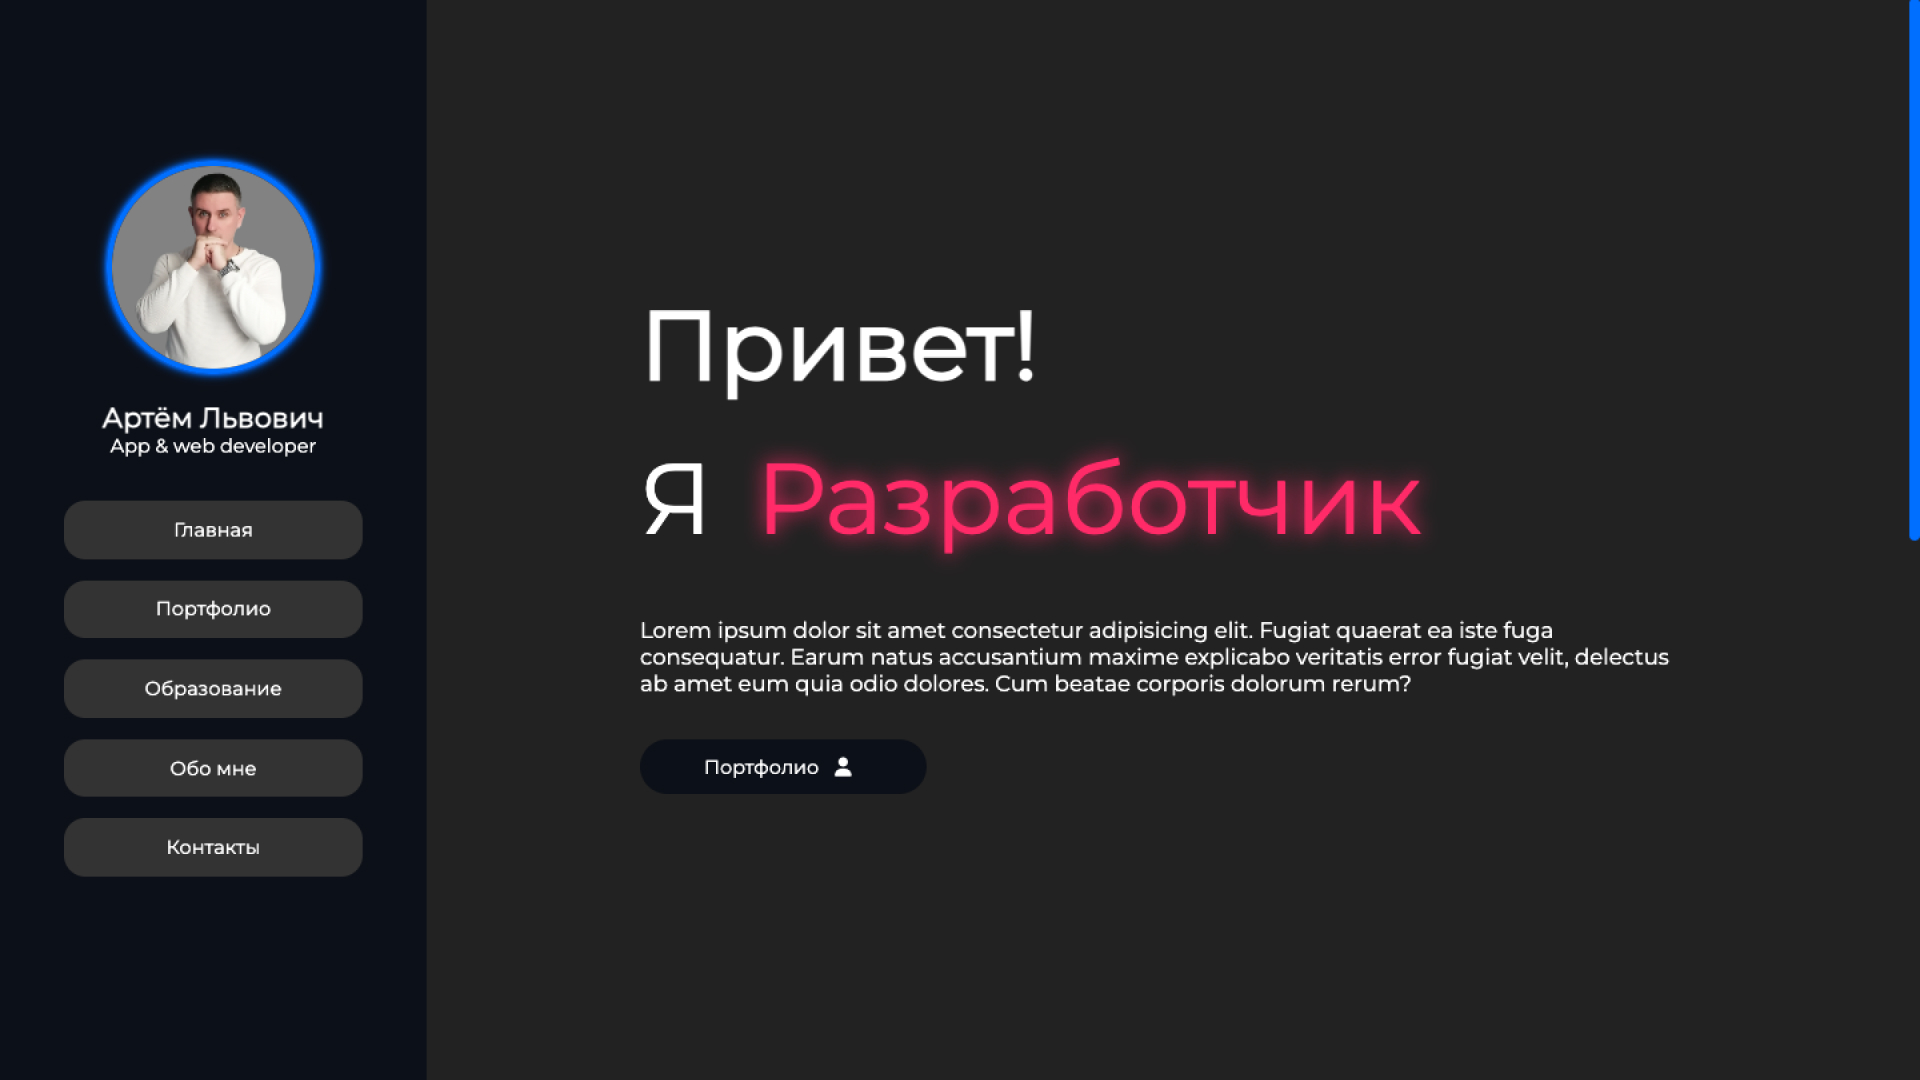 Артём Львович
App & web developer
Главная
Портфолио
Образование
Обо мне
Контакты
Привет!
Я Разработчик
Lorem ipsum dolor sit amet consectetur adipisicing elit. Fugiat quaerat ea iste fuga
consequatur. Earum natus accusantium maxime explicabo veritatis error fugiat velit, delectus
ab amet eum quia odio dolores. Cum beatae corporis dolorum rerum?
Портфолио